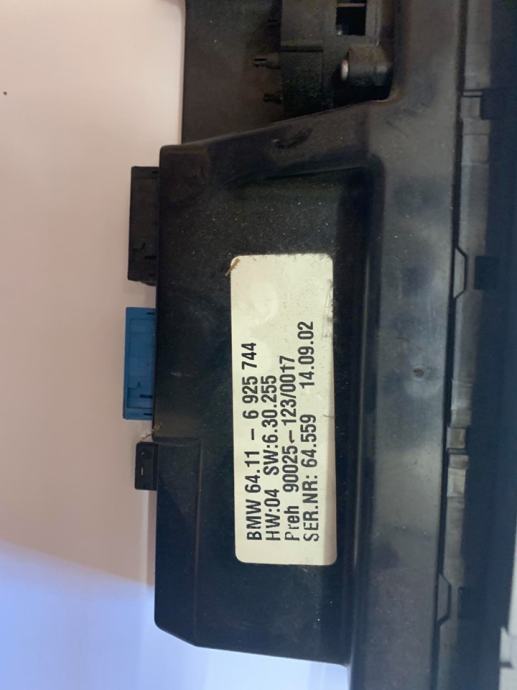 BMW 64.11 - 6 925 744
HW:04 SW:6.30.255
Preh 90025-123/0017
SER.NR: 64.559 14.09.02